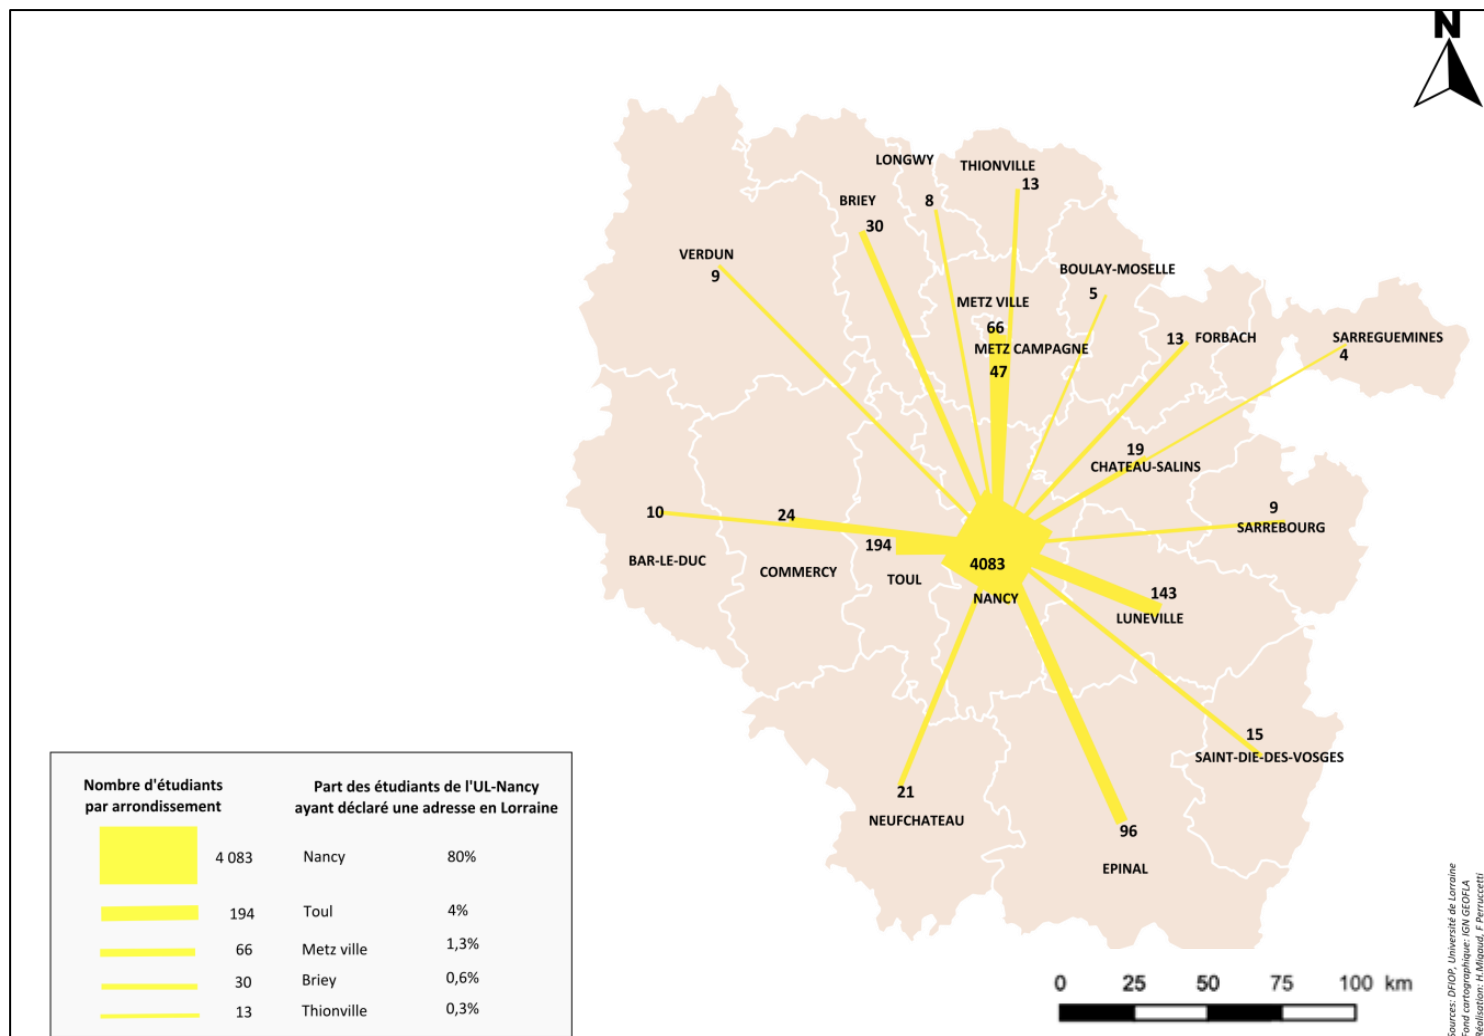 N
LONGWY
8
THIONVILLE
13
BRIEY
30
VERDUN
9
BOULAY-MOSELLE
5
METZ VILLE
66
METZ CAMPAGNE
47
13 FORBACH
SARREGUEMINES
4
19
CHATEAU-SALINS
9
SARREBOURG
10
BAR-LE-DUC
24
COMMERCY
194
TOUL
4083
NANCY
143
LUNEVILLE
15
SAINT-DIE-DES-VOSGES
21
NEUFCHATEAU
96
EPINAL
Nombre d'étudiants
par arrondissement
Part des étudiants de l'UL-Nancy
ayant déclaré une adresse en Lorraine
4 083 Nancy 80%
194 Toul 4%
66 Metz ville 1,3%
30 Briey 0,6%
13 Thionville 0,3%
0 25 50 75 100 km
Sources: DFIOP, Université de Lorraine
Fond cartographique: IGN GEOFLA
Réalisation: H.Migaud, F Perruccetti